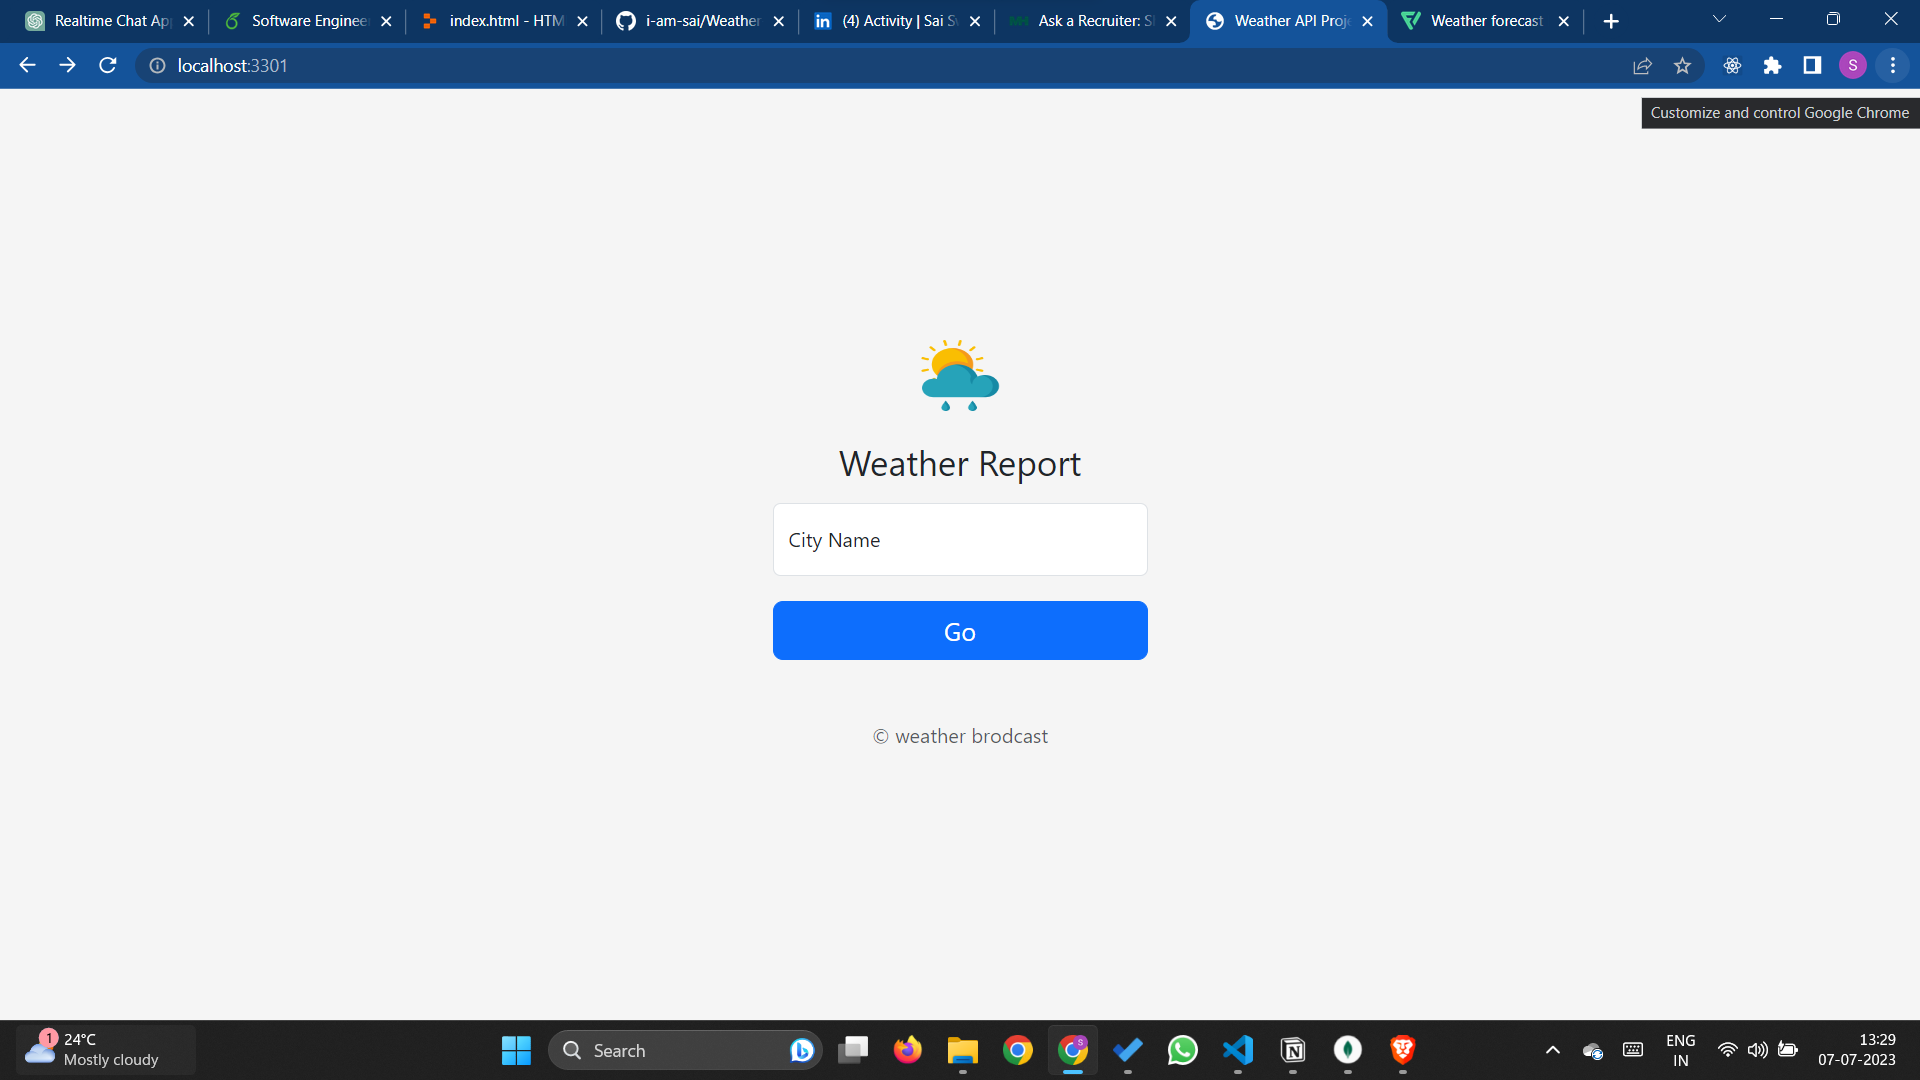 Realtime Chat Ap
Software Enginee
index.html - HTM
i-am-sai/Weather
(4) Activity | Sai S
Ask a Recruiter: S
Weather API Proj
Weather forecast
localhost:3301
S
Customize and control Google Chrome
Weather Report
City Name
Go
© weather brodcast
1
24°C
Mostly cloudy
Search
ENG
IN
13:29
07-07-2023